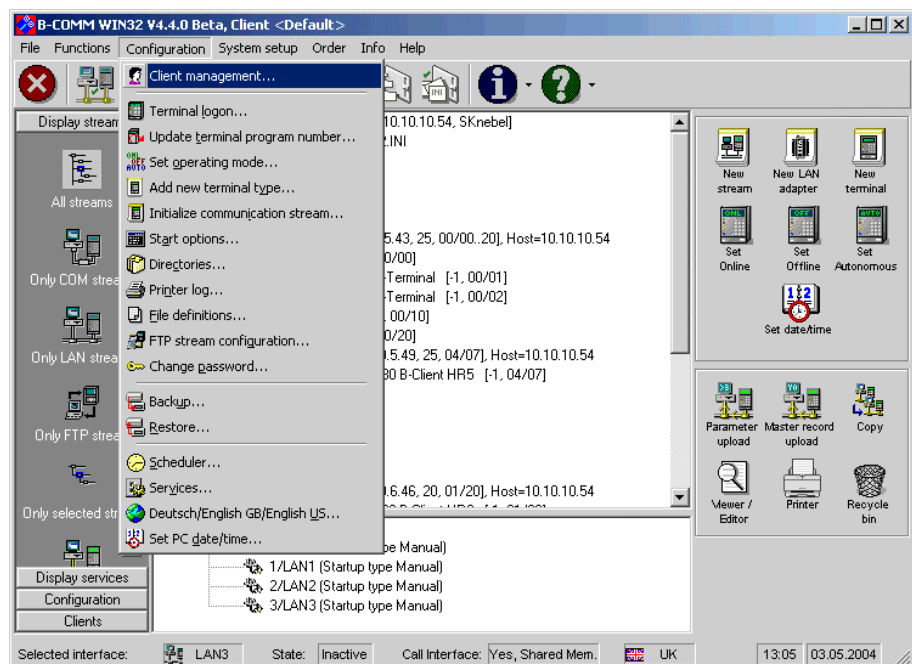 B-COMM WIN32 V4.4.0 Beta, Client <Default>
File Functions Configuration System setup Order Info Help
Client management...
Terminal logon...
Update terminal program number...
Set operating mode...
Add new terminal type...
Initialize communication stream...
Start options...
Directories...
Printer log...
File definitions...
FTP stream configuration...
Change password...
Backup...
Restore...
Scheduler...
Services...
Deutsch/English GB/English US...
Set PC date/time...
Display stream
All streams
Only COM strea
Only LAN strea
Only FTP strea
Only selected str
Display services
Configuration
Clients
10.10.10.54, SKnebel]
.INI
5.43, 25, 00/00..20], Host=10.10.10.54
0/00]
-Terminal [-1, 00/01]
-Terminal [-1, 00/02]
, 00/10]
0/20]
.5.49, 25, 04/07], Host=10.10.10.54
80 B-Client HR5 [-1, 04/07]
.6.46, 20, 01/20], Host=10.10.10.54
pe Manual)
1/LAN1 (Startup type Manual)
2/LAN2 (Startup type Manual)
3/LAN3 (Startup type Manual)
New stream
New LAN adapter
New terminal
ONL
OFF
AUTO
Set Online
Set Offline
Set Autonomous
Set date/time
Parameter upload
Master record upload
Copy
Viewer / Editor
Printer
Recycle bin
Selected interface: LAN3 State: Inactive Call Interface: Yes, Shared Mem. UK 13:05 03.05.2004